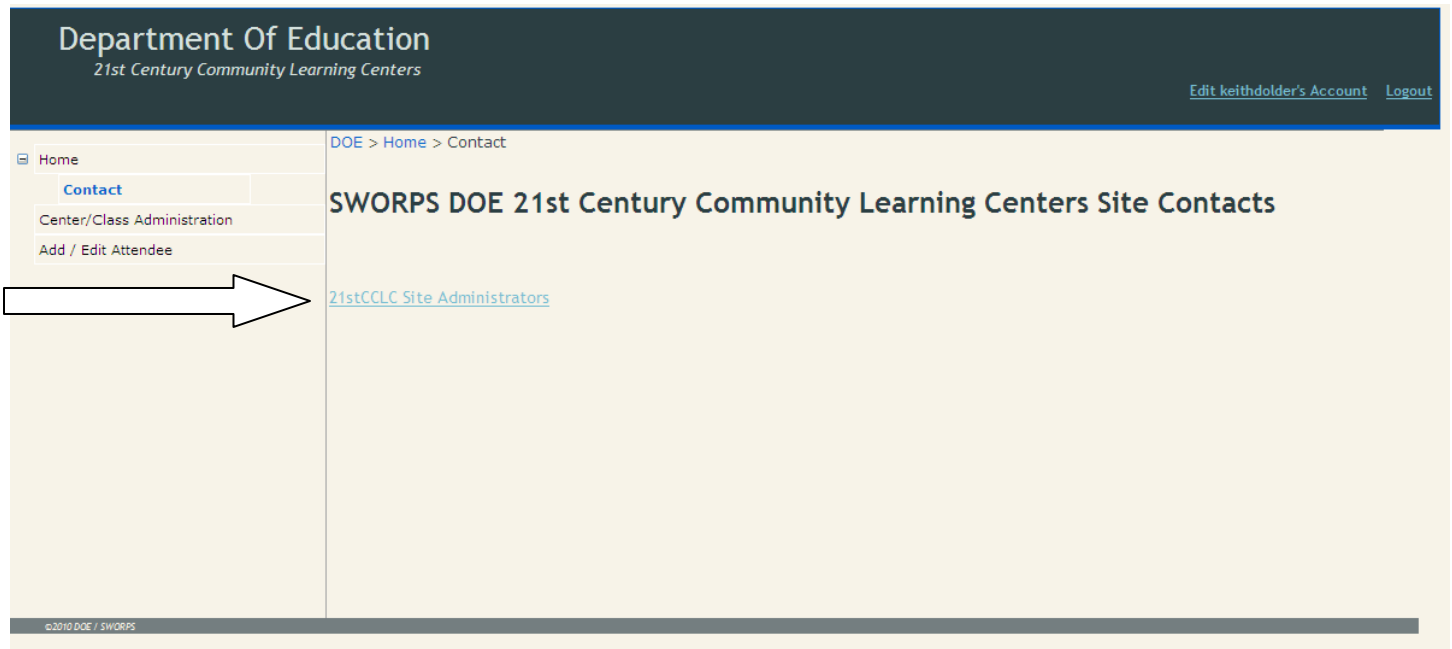 Department Of Education
21st Century Community Learning Centers
Edit keithdolder's Account Logout
Home
Contact
Center/Class Administration
Add / Edit Attendee
DOE > Home > Contact
SWORPS DOE 21st Century Community Learning Centers Site Contacts
21stCCLC Site Administrators
©2010 DOE / SWORPS